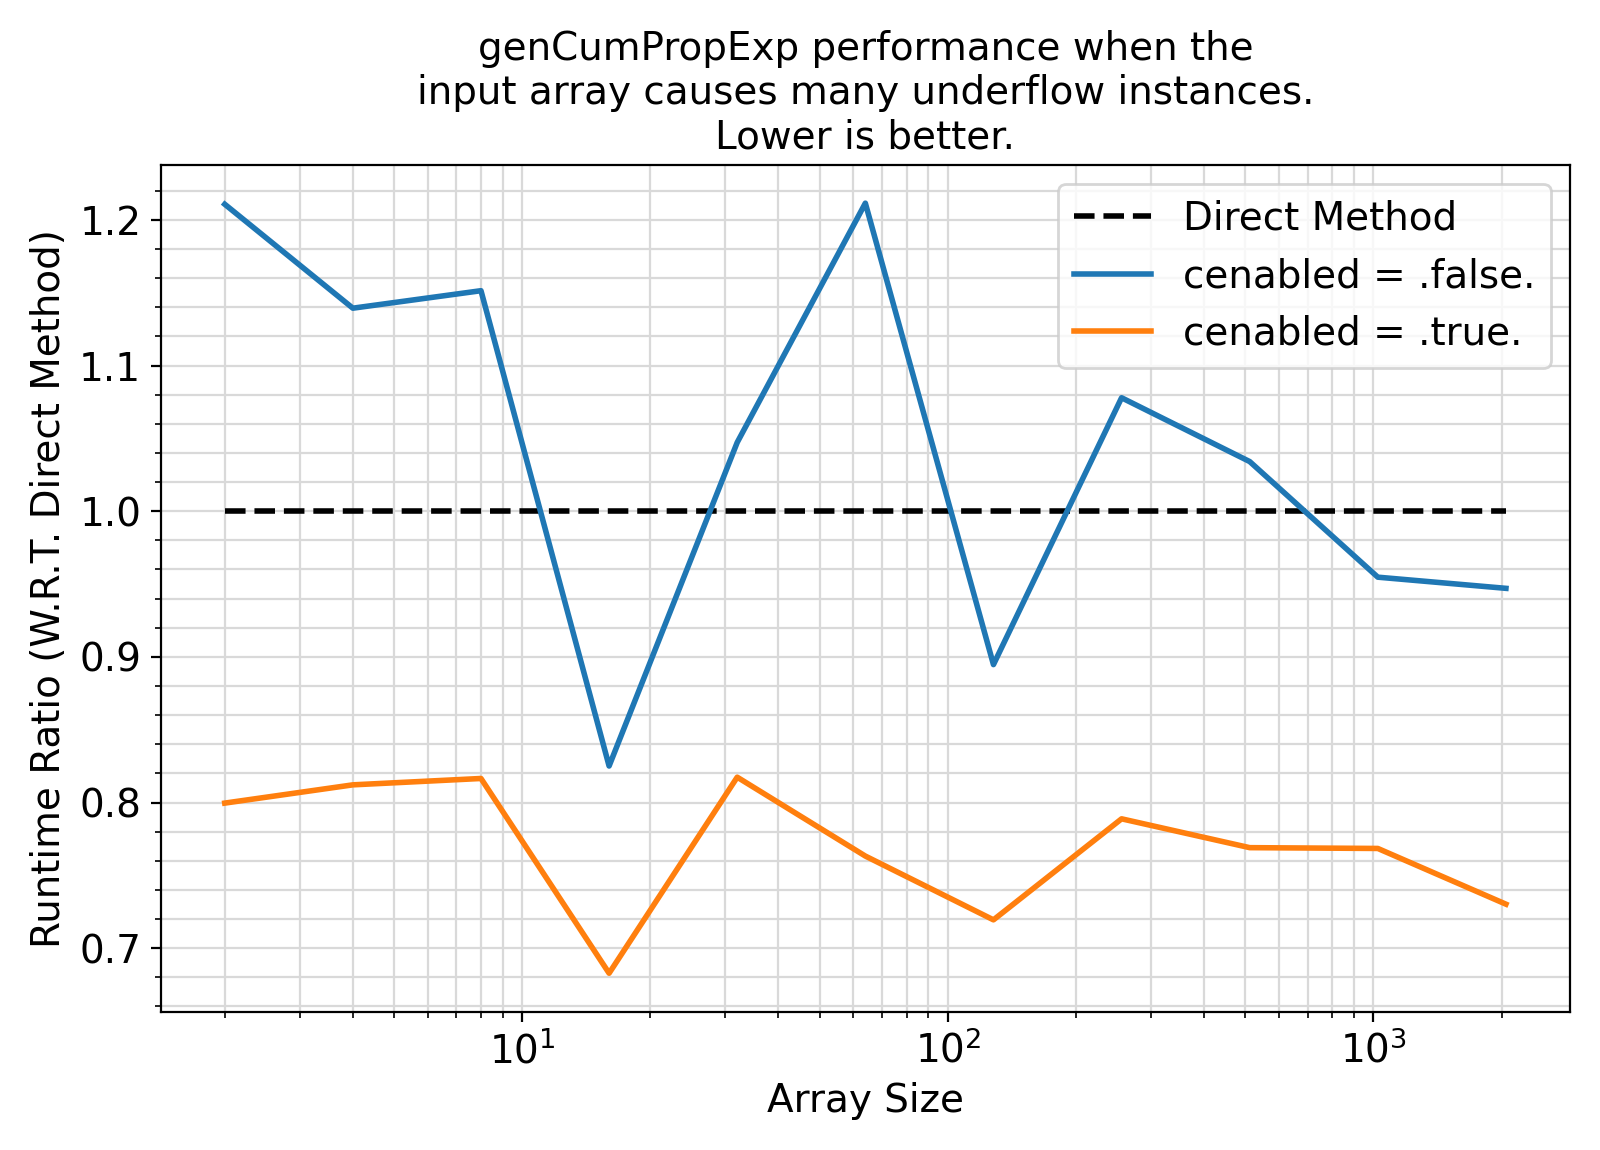 genCumPropExp performance when the
input array causes many underflow instances.
Lower is better.
Runtime Ratio (W.R.T. Direct Method)
1.2
1.1
1.0
0.9
0.8
0.7
Direct Method
cenabled = .false.
cenabled = .true.
10¹
10²
10³
Array Size